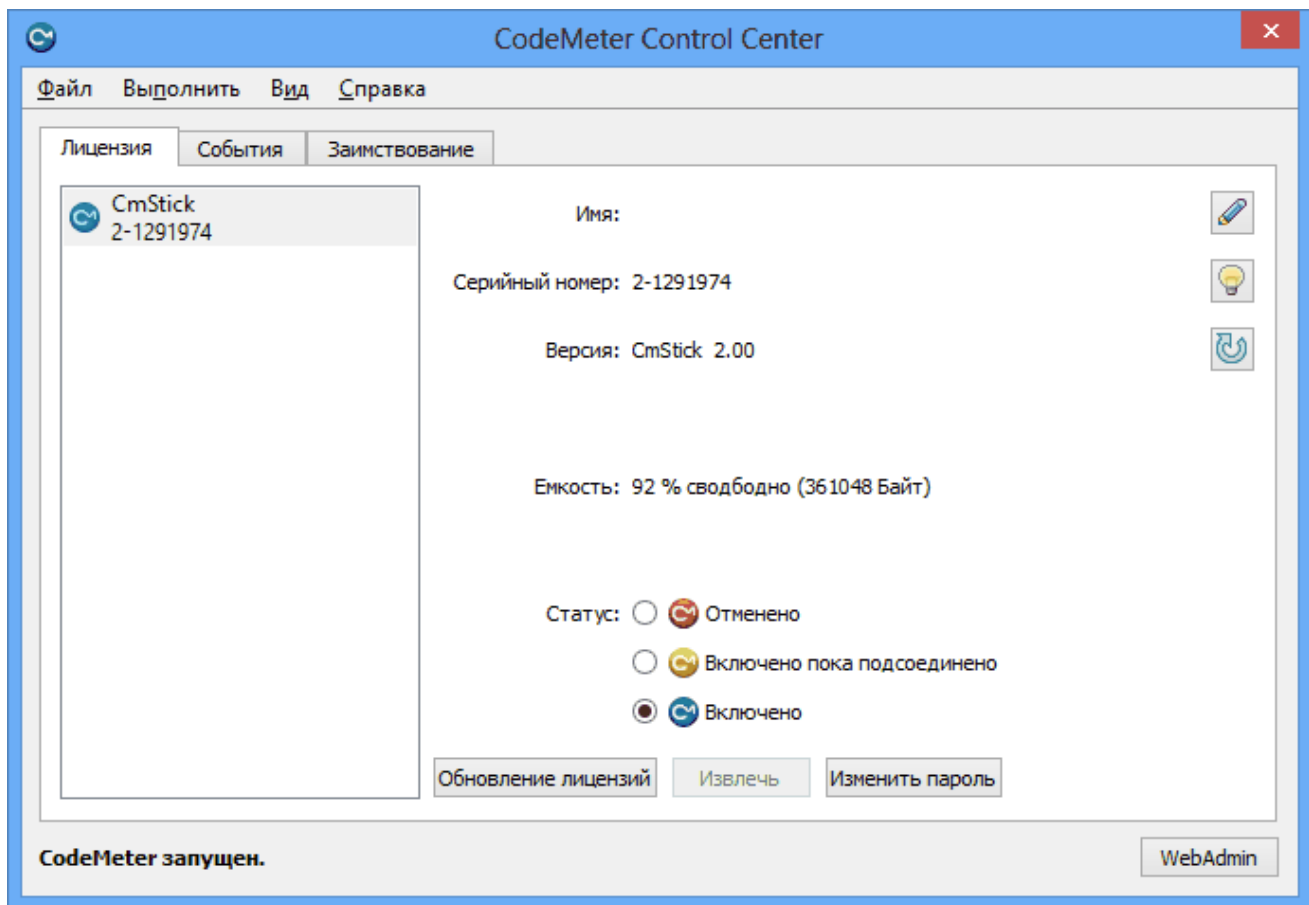 CodeMeter Control Center
Файл Выполнить Вид Справка
Лицензия События Заимствование
CmStick
2-1291974
Имя:
Серийный номер: 2-1291974
Версия: CmStick 2.00
Емкость: 92 % сводбодно (361048 Байт)
Статус: Отменено
Включено пока подсоединено
Включено
Обновление лицензий Извлечь Изменить пароль
CodeMeter запущен. WebAdmin